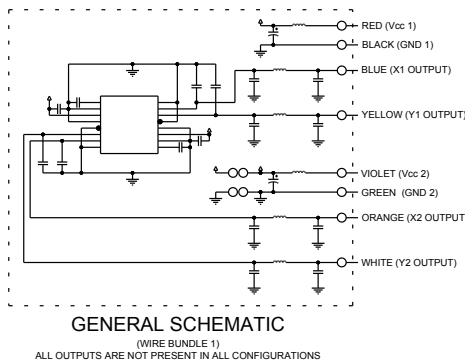 RED (Vcc 1)
BLACK (GND 1)
BLUE (X1 OUTPUT)
YELLOW (Y1 OUTPUT)
VIOLET (Vcc 2)
GREEN (GND 2)
ORANGE (X2 OUTPUT
WHITE (Y2 OUTPUT)
GENERAL SCHEMATIC
(WIRE BUNDLE 1)
ALL OUTPUTS ARE NOT PRESENT IN ALL CONFIGURATIONS